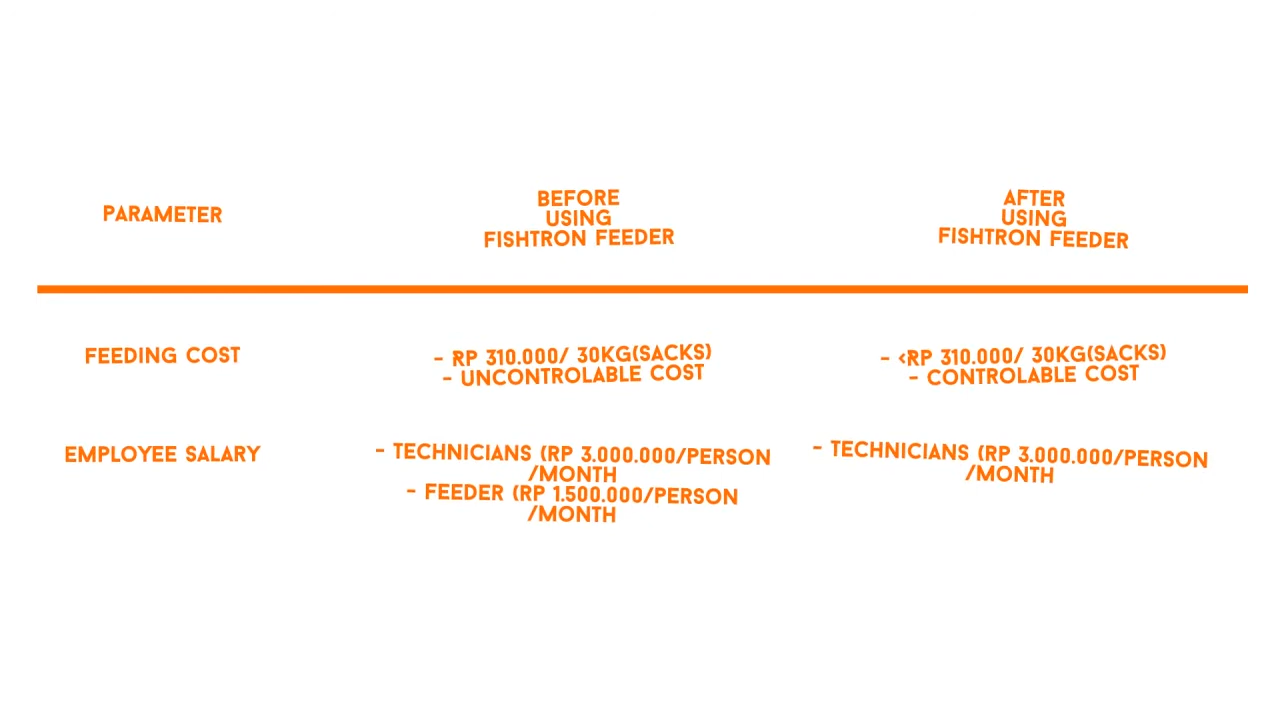 PARAMETER
BEFORE
USING
FISHTRON FEEDER
AFTER
USING
FISHTRON FEEDER
FEEDING COST
- RP 310.000/ 30KG(SACKS)
- UNCONTROLABLE COST
- <RP 310.000/ 30KG(SACKS)
- CONTROLABLE COST
EMPLOYEE SALARY
- TECHNICIANS (RP 3.000.000/PERSON
/MONTH
- FEEDER (RP 1.500.000/PERSON
/MONTH
- TECHNICIANS (RP 3.000.000/PERSON
/MONTH